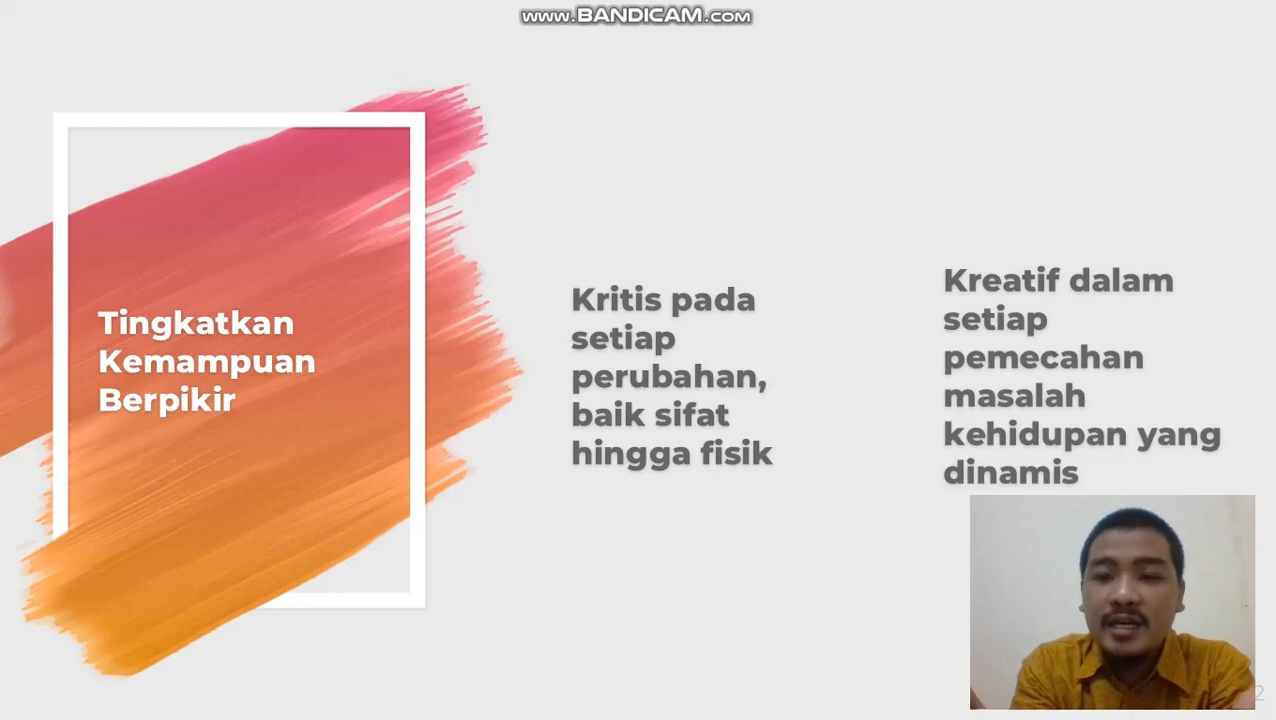 www.BANDICAM.com
Tingkatkan
Kemampuan
Berpikir
Kritis pada
setiap
perubahan,
baik sifat
hingga fisik
Kreatif dalam
setiap
pemecahan
masalah
kehidupan yang
dinamis
2